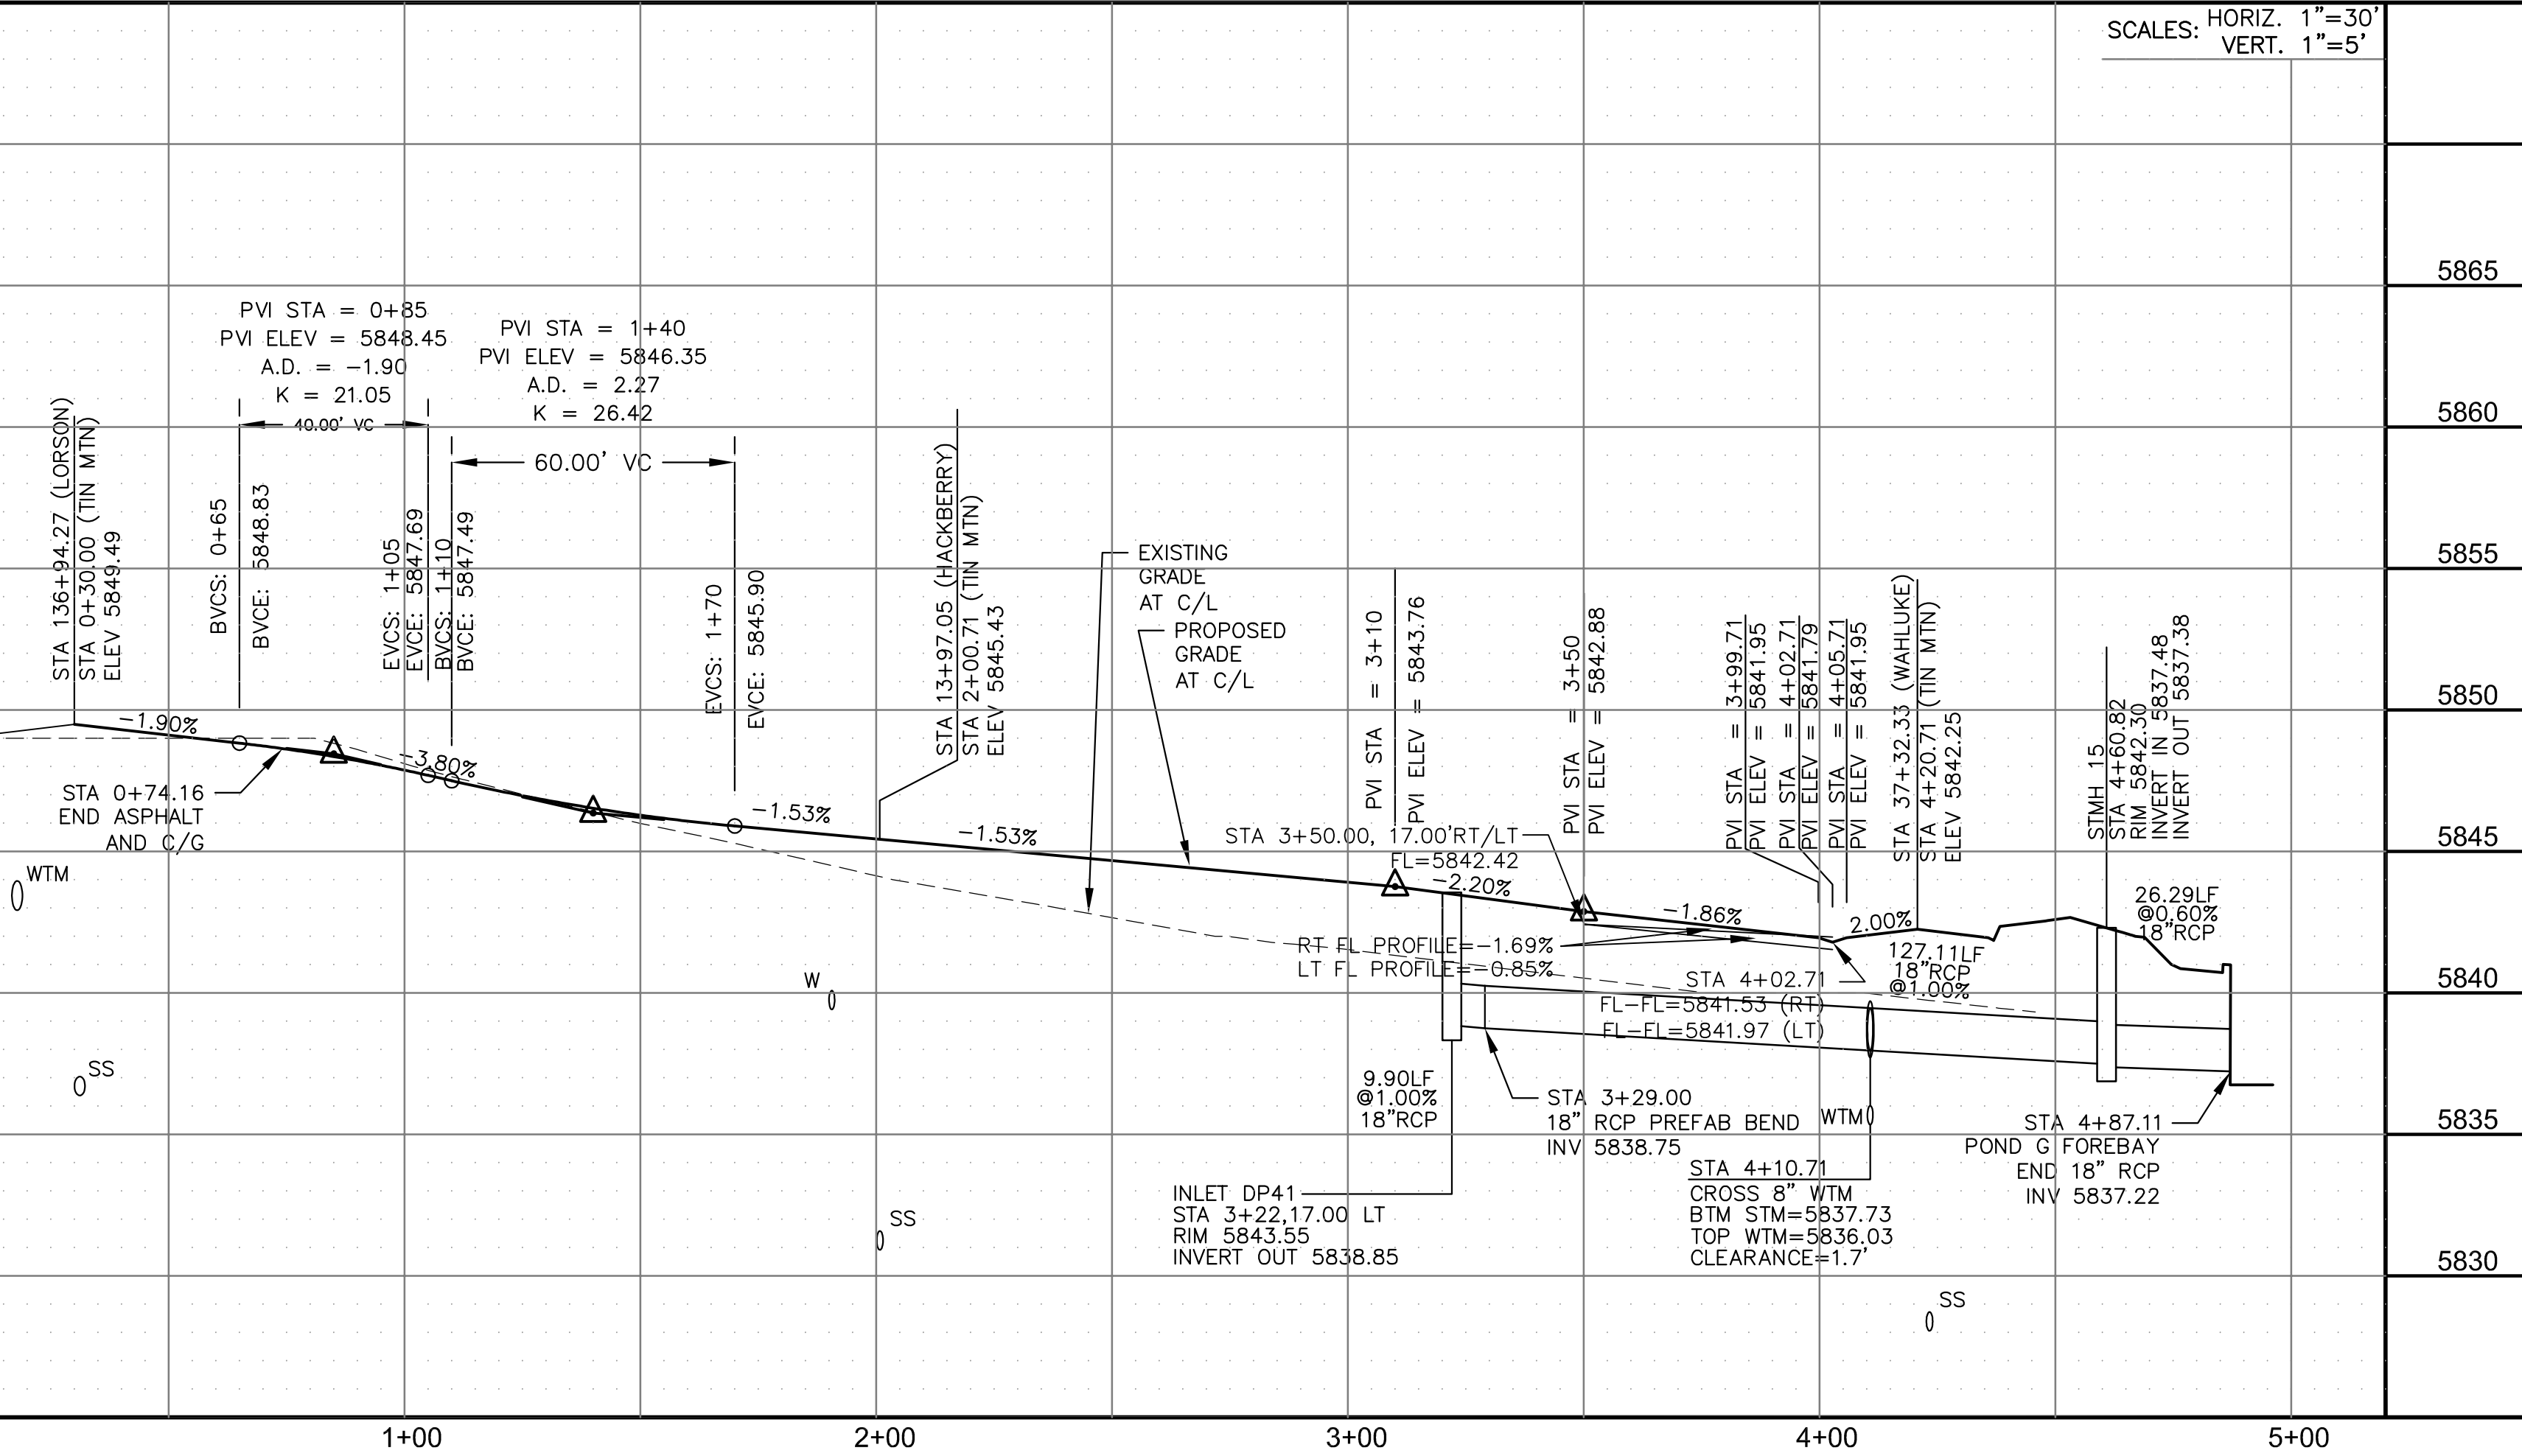 SCALES:
HORIZ. 1"=30'
VERT. 1"=5'
PVI STA = 0+85
PVI ELEV = 5848.45
A.D. = -1.90
K = 21.05
40.00' VC
PVI STA = 1+40
PVI ELEV = 5846.35
A.D. = 2.27
K = 26.42
60.00' VC
STA 136+94.27 (LORSON)
STA 0+30.00 (TIN MTN)
ELEV 5849.49
BVCS: 0+65
BVCE: 5848.83
EVCS: 1+05
EVCE: 5847.69
BVCS: 1+10
BVCE: 5847.49
EVCS: 1+70
EVCE: 5845.90
STA 13+97.05 (HACKBERRY)
STA 2+00.71 (TIN MTN)
ELEV 5845.43
EXISTING
GRADE
AT C/L
PROPOSED
GRADE
AT C/L
PVI STA = 3+10
PVI ELEV = 5843.76
PVI STA = 3+50
PVI ELEV = 5842.88
PVI STA = 3+99.71
PVI ELEV = 5841.95
PVI STA = 4+02.71
PVI ELEV = 5841.79
PVI STA = 4+05.71
PVI ELEV = 5841.95
STA 37+32.33 (WAHLUKE)
STA 4+20.71 (TIN MTN)
ELEV 5842.25
STMH 15
STA 4+60.82
RIM 5842.30
INVERT IN 5837.48
INVERT OUT 5837.38
-1.90%
-3.80%
-1.53%
-1.53%
-2.20%
-1.86%
2.00%
STA 0+74.16
END ASPHALT
AND C/G
WTM
SS
W
SS
STA 3+50.00, 17.00'RT/LT
FL=5842.42
RT FL PROFILE=-1.69%
LT FL PROFILE=-0.85%
STA 4+02.71
FL-FL=5841.53 (RT)
FL-FL=5841.97 (LT)
127.11LF
18"RCP
@1.00%
26.29LF
@0.60%
18"RCP
9.90LF
@1.00%
18"RCP
STA 3+29.00
18" RCP PREFAB BEND
INV 5838.75
WTM
INLET DP41
STA 3+22,17.00 LT
RIM 5843.55
INVERT OUT 5838.85
STA 4+10.71
CROSS 8" WTM
BTM STM=5837.73
TOP WTM=5836.03
CLEARANCE=1.7'
STA 4+87.11
POND G FOREBAY
END 18" RCP
INV 5837.22
SS
5865
5860
5855
5850
5845
5840
5835
5830
1+00
2+00
3+00
4+00
5+00